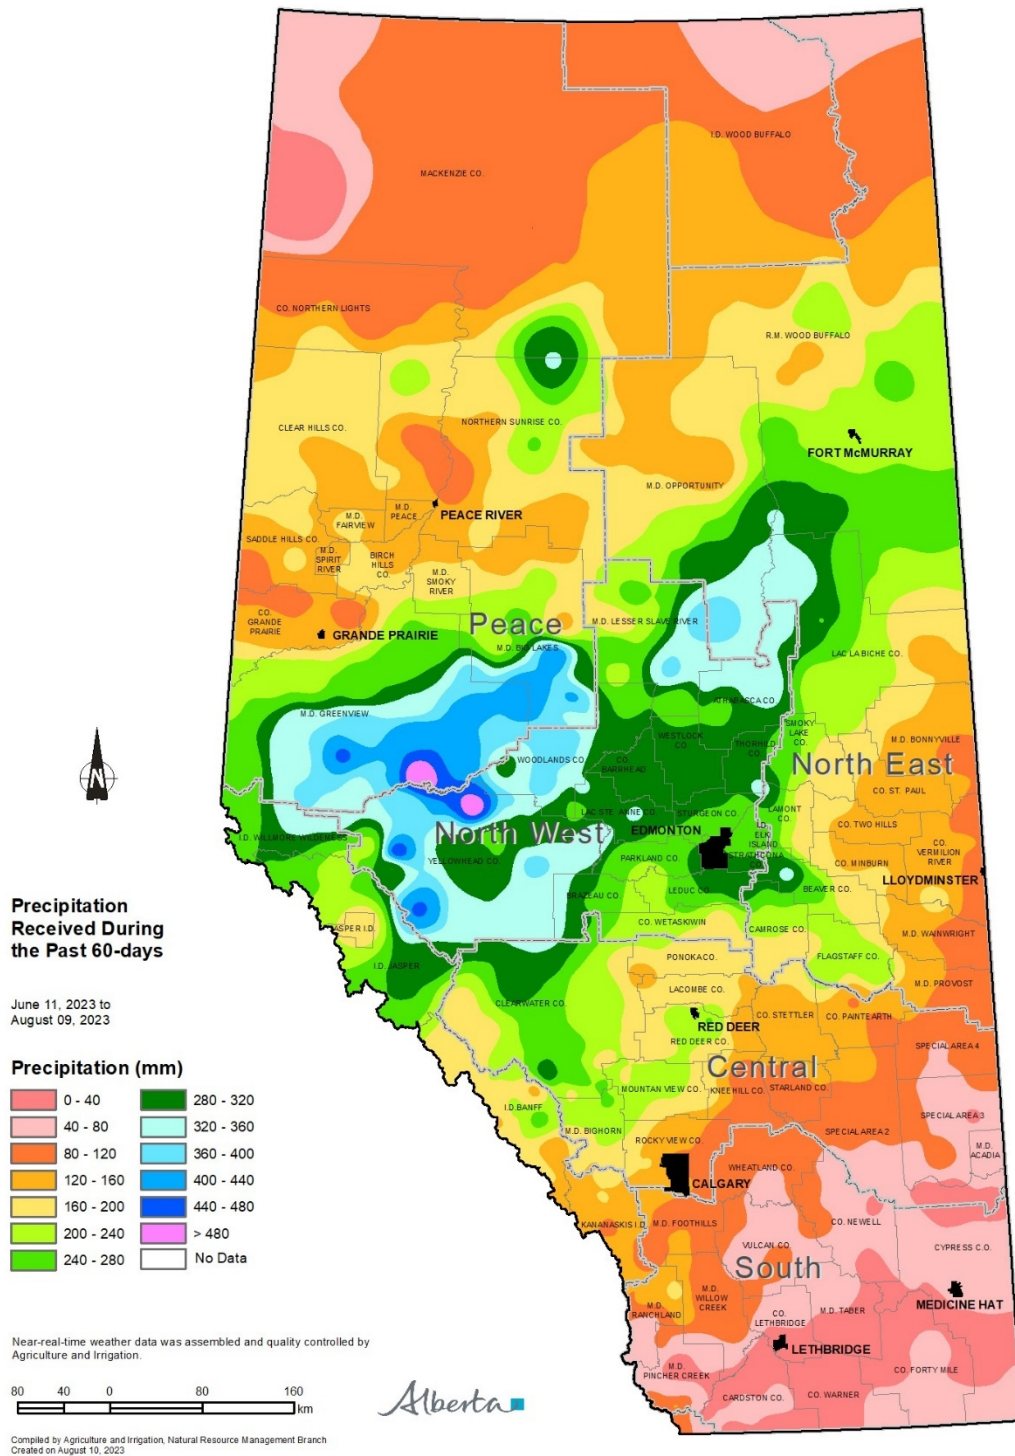 I.D. WOOD BUFFALO
MACKENZIE CO.
CO. NORTHERN LIGHTS
R.M. WOOD BUFFALO
CLEAR HILLS CO.
NORTHERN SUNRISE CO.
FORT McMURRAY
M.D. OPPORTUNITY
M.D.
PEACE
PEACE RIVER
M.D.
FAIRVIEW
SADDLE HILLS CO.
M.D.
SPIRIT
RIVER
BIRCH
HILLS
CO.
M.D.
SMOKY
RIVER
CO.
GRANDE
PRAIRIE
GRANDE PRAIRIE
Peace
M.D. LESSER SLAVE RIVER
M.D. BIG LAKES
LAC LA BICHE CO.
M.D. GREENVIEW
ATHABASCA CO.
SMOKY
LAKE
CO.
WESTLOCK
CO.
THORHILD
CO.
M.D. BONNYVILLE
WOODLANDS CO.
CO.
BARRHEAD
North East
CO. ST. PAUL
LAC STE. ANNE CO.
STURGEON CO.
LAMONT
CO.
I.D. WILLMORE WILDERNESS
North West
EDMONTON
I.D.
ELK
ISLAND
STRATHCONA
CO. TWO HILLS
CO.
VERMILION
RIVER
YELLOWHEAD CO.
PARKLAND CO.
CO. MINBURN
LLOYDMINSTER
BRAZEAU CO.
LEDUC CO.
BEAVER CO.
Precipitation
Received During
the Past 60-days
JASPER I.D.
CO. WETASKIWIN
CAMROSE CO.
M.D. WAINWRIGHT
I.D. JASPER
PONOKA CO.
FLAGSTAFF CO.
M.D. PROVOST
June 11, 2023 to
August 09, 2023
CLEARWATER CO.
LACOMBE CO.
RED DEER
CO. STETTLER
CO. PAINTEARTH
RED DEER CO.
SPECIAL AREA 4
Precipitation (mm)
Central
0 - 40
40 - 80
80 - 120
120 - 160
160 - 200
200 - 240
240 - 280
280 - 320
320 - 360
360 - 400
400 - 440
440 - 480
> 480
No Data
MOUNTAN VIEW CO.
KNEEHILL CO.
STARLAND CO.
I.D. BANFF
SPECIAL AREA 3
M.D. BIGHORN
ROCKY VIEW CO.
SPECIAL AREA 2
M.D.
ACADIA
WHEATLAND CO.
CALGARY
KANANASKIS I.D.
M.D. FOOTHILLS
CO. NEWELL
VULCAN CO.
CYPRESS C.O.
South
M.D.
WILLOW
CREEK
M.D.
RANCHLAND
CO.
LETHBRIDGE
M.D. TABER
MEDICINE HAT
LETHBRIDGE
M.D.
PINCHER CREEK
CO. FORTY MILE
CARDSTON CO.
CO. WARNER
Near-real-time weather data was assembled and quality controlled by
Agriculture and Irrigation.
80 40 0 80 160
km
Alberta
Compiled by Agriculture and Irrigation, Natural Resource Management Branch
Created on August 10, 2023
N